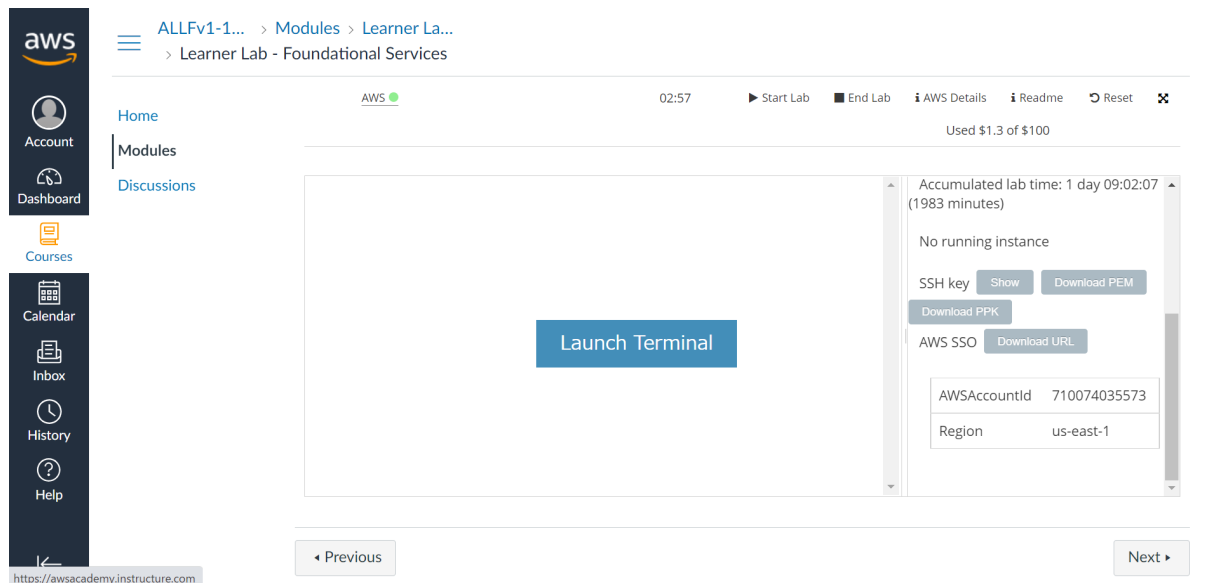 aws
ALLFv1-1... > Modules > Learner La...
> Learner Lab - Foundational Services
Account
Dashboard
Courses
Calendar
Inbox
History
Help
Home
Modules
Discussions
AWS
02:57
Start Lab
End Lab
AWS Details
Readme
Reset
Used $1.3 of $100
Launch Terminal
Accumulated lab time: 1 day 09:02:07
(1983 minutes)
No running instance
SSH key Show Download PEM
Download PPK
AWS SSO Download URL
AWSAccountId 710074035573
Region us-east-1
Previous
Next
https://awsacademy.instructure.com